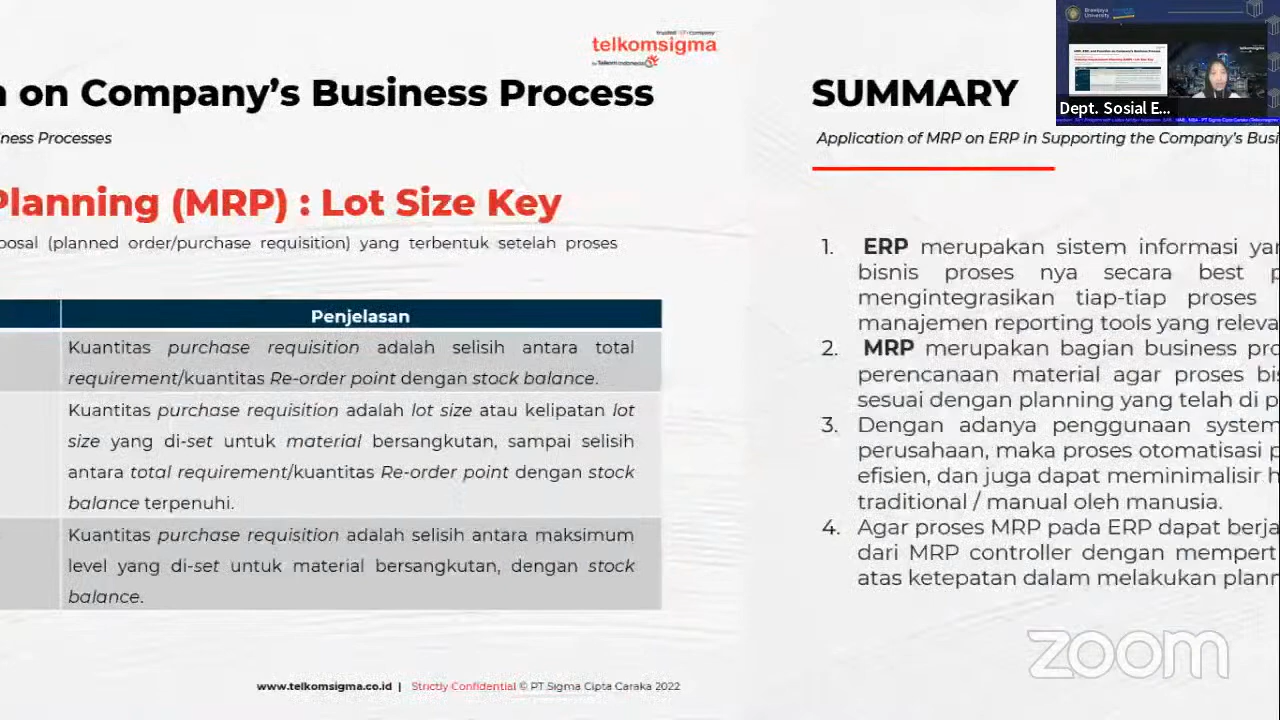 telkomsigma
by Telkom Indonesia
n on Company's Business Process
ness Processes
Planning (MRP) : Lot Size Key
posal (planned order/purchase requisition) yang terbentuk setelah proses
Penjelasan
Kuantitas purchase requisition adalah selisih antara total
requirement/kuantitas Re-order point dengan stock balance.
Kuantitas purchase requisition adalah lot size atau kelipatan lot
size yang di-set untuk material bersangkutan, sampai selisih
antara total requirement/kuantitas Re-order point dengan stock
balance terpenuhi.
Kuantitas purchase requisition adalah selisih antara maksimum
level yang di-set untuk material bersangkutan, dengan stock
balance.
www.telkomsigma.co.id | Strictly Confidential © PT Sigma Cipta Caraka 2022
SUMMARY
Application of MRP on ERP in Supporting the Company's Busi
1. ERP merupakan sistem informasi yan
bisnis proses nya secara best p
mengintegrasikan tiap-tiap proses
manajemen reporting tools yang releva
2. MRP merupakan bagian business pro
perencanaan material agar proses bis
sesuai dengan planning yang telah di p
3. Dengan adanya penggunaan system
perusahaan, maka proses otomatisasi p
efisien, dan juga dapat meminimalisir h
traditional / manual oleh manusia.
4. Agar proses MRP pada ERP dapat berja
dari MRP controller dengan mempert
atas ketepatan dalam melakukan plann
Brawijaya
University
Dept. Sosial E...
zoom